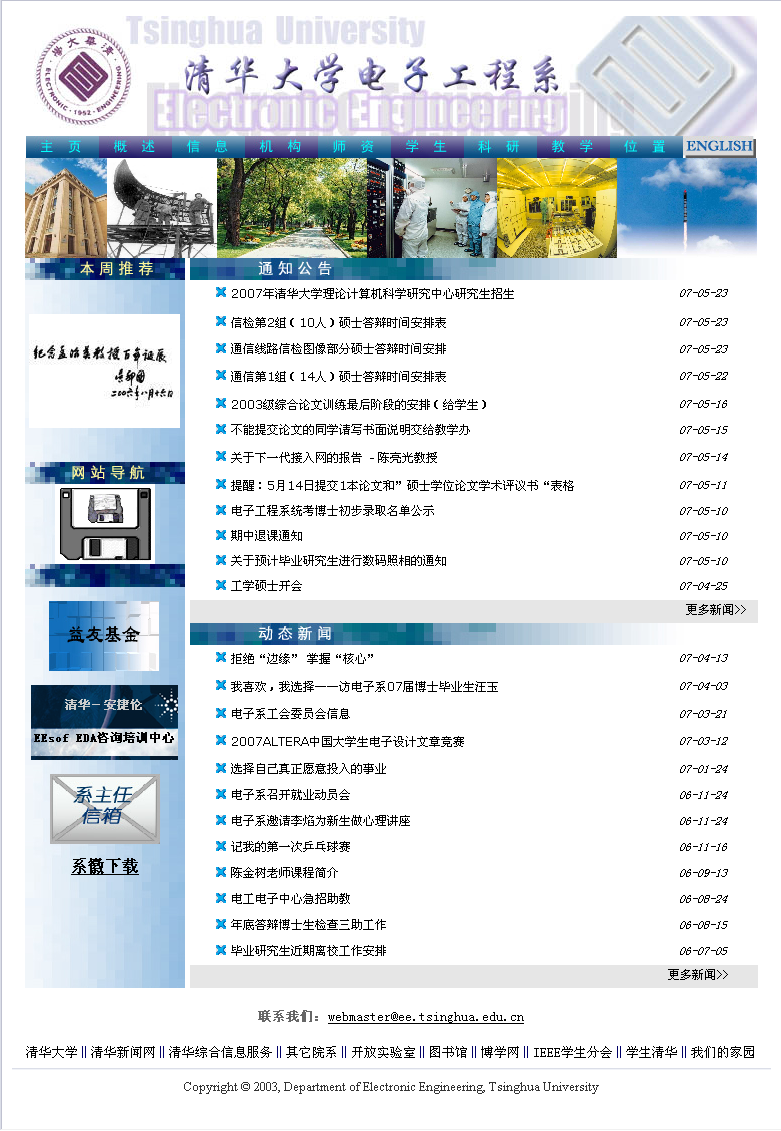 Tsinghua University
清华大学电子工程系
Electronic Engineering
ELECTRONIC · 1952 · ENGINEERING
主 页 概 述 信 息 机 构 师 资 学 生 科 研 教 学 位 置 ENGLISH
本周推荐
纪念孟昭英教授百年诞展
二〇〇六年八月十六日
网站导航
益友基金
清华－安捷伦
EEsof EDA咨询培训中心
系主任
信箱
系徽下载
通知公告
2007年清华大学理论计算机科学研究中心研究生招生 07-05-23
信检第2组（10人）硕士答辩时间安排表 07-05-23
通信线路信检图像部分硕士答辩时间安排 07-05-23
通信第1组（14人）硕士答辩时间安排表 07-05-22
2003级综合论文训练最后阶段的安排（给学生） 07-05-16
不能提交论文的同学请写书面说明交给教学办 07-05-15
关于下一代接入网的报告 －陈亮光教授 07-05-14
提醒：5月14日提交1本论文和”硕士学位论文学术评议书“表格 07-05-11
电子工程系统考博士初步录取名单公示 07-05-10
期中退课通知 07-05-10
关于预计毕业研究生进行数码照相的通知 07-05-10
工学硕士开会 07-04-25
更多新闻>>
动态新闻
拒绝“边缘” 掌握“核心” 07-04-13
我喜欢，我选择——访电子系07届博士毕业生汪玉 07-04-03
电子系工会委员会信息 07-03-21
2007ALTERA中国大学生电子设计文章竞赛 07-03-12
选择自己真正愿意投入的事业 07-01-24
电子系召开就业动员会 06-11-24
电子系邀请李焰为新生做心理讲座 06-11-24
记我的第一次乒乓球赛 06-11-16
陈金树老师课程简介 06-09-13
电工电子中心急招助教 06-08-24
年底答辩博士生检查三助工作 06-08-15
毕业研究生近期离校工作安排 06-07-05
更多新闻>>
联系我们：webmaster@ee.tsinghua.edu.cn
清华大学 || 清华新闻网 || 清华综合信息服务 || 其它院系 || 开放实验室 || 图书馆 || 博学网 || IEEE学生分会 || 学生清华 || 我们的家园
Copyright © 2003, Department of Electronic Engineering, Tsinghua University